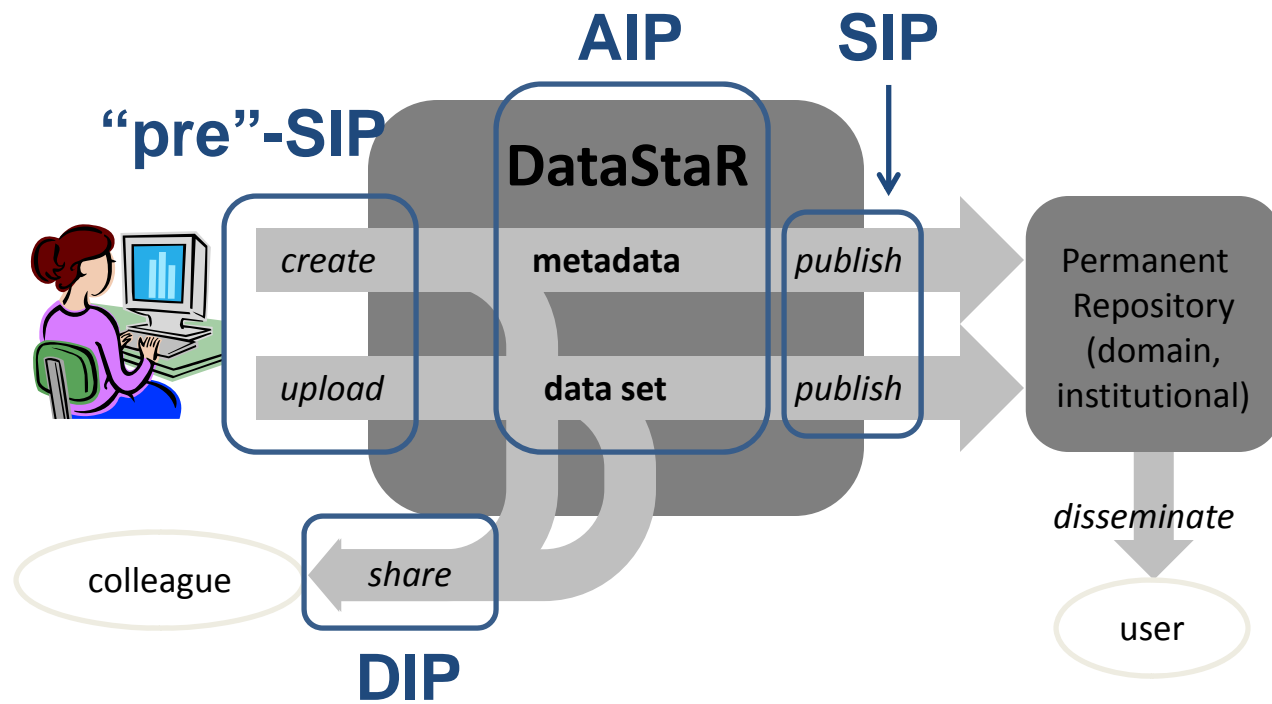 AIP
SIP
“pre”-SIP
DataStaR
create
metadata
publish
upload
data set
publish
Permanent
Repository
(domain,
institutional)
disseminate
colleague
share
user
DIP